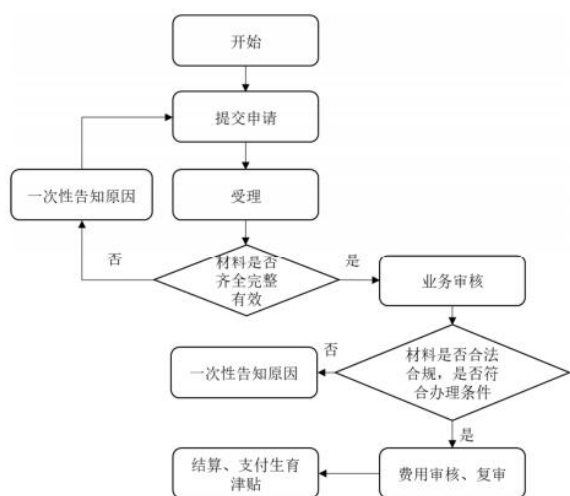 开始
提交申请
一次性告知原因
受理
否
材料是否
齐全完整
有效
是
业务审核
一次性告知原因
否
材料是否合法
合规，是否符
合办理条件
是
结算、支付生育
津贴
费用审核、复审